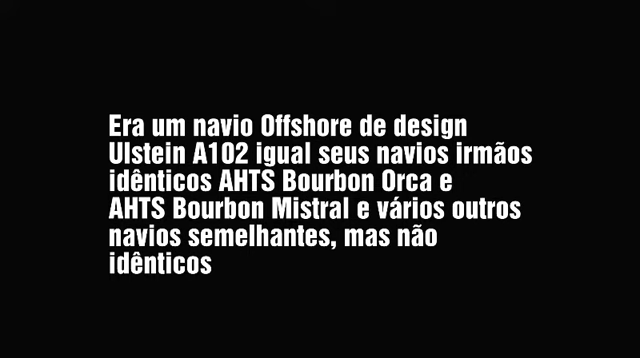 Era um navio Offshore de design
Ulstein A102 igual seus navios irmãos
idênticos AHTS Bourbon Orca e
AHTS Bourbon Mistral e vários outros
navios semelhantes, mas não
idênticos